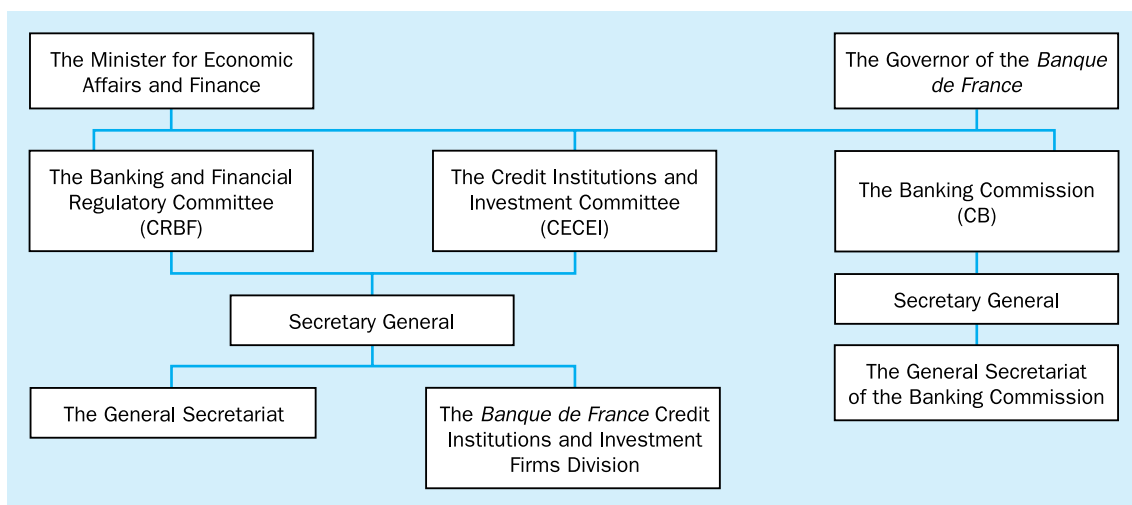 The Minister for Economic
Affairs and Finance
The Governor of the Banque
de France
The Banking and Financial
Regulatory Committee
(CRBF)
The Credit Institutions and
Investment Committee
(CECEI)
The Banking Commission
(CB)
Secretary General
Secretary General
The General Secretariat
The Banque de France Credit
Institutions and Investment
Firms Division
The General Secretariat
of the Banking Commission